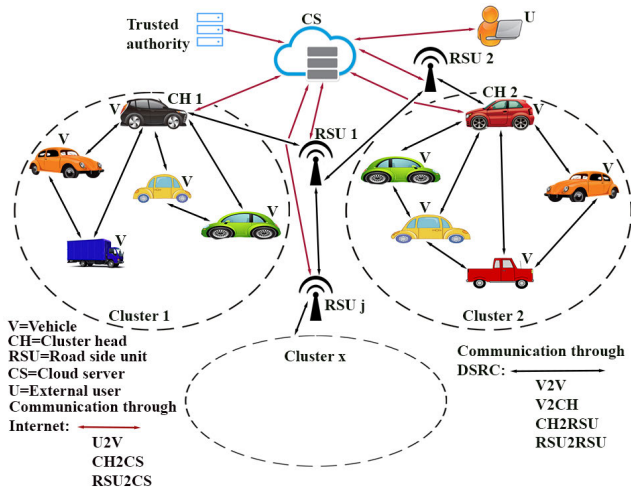 Trusted
authority
CS
U
RSU 2
CH 1
CH 2
V
V
RSU 1
V
V
V
V
V
V
V
V
V
V
RSU j
Cluster 1
Cluster 2
Cluster x
V=Vehicle
CH=Cluster head
RSU=Road side unit
CS=Cloud server
U=External user
Communication through
Internet:
U2V
CH2CS
RSU2CS
Communication through
DSRC:
V2V
V2CH
CH2RSU
RSU2RSU